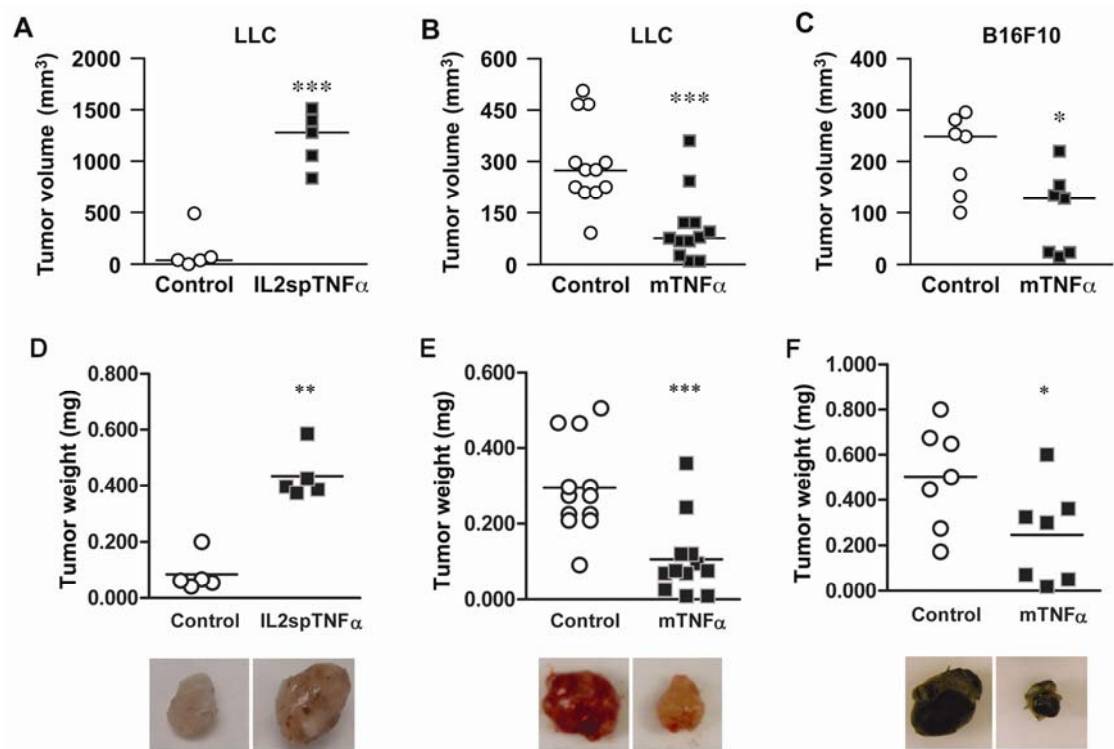 A
LLC
Tumor volume (mm³)
2000
1500
1000
500
0
***
Control
IL2spTNFα
B
LLC
Tumor volume (mm³)
600
450
300
150
0
***
Control
mTNFα
C
B16F10
Tumor volume (mm³)
400
300
200
100
0
*
Control
mTNFα
D
Tumor weight (mg)
0.800
0.600
0.400
0.200
0.000
**
Control
IL2spTNFα
E
Tumor weight (mg)
0.600
0.400
0.200
0.000
***
Control
mTNFα
F
Tumor weight (mg)
1.000
0.800
0.600
0.400
0.200
0.000
*
Control
mTNFα